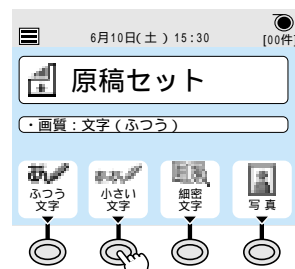 6月10日(土)15:30
[00件]
原稿セット
・画質:文字(ふつう)
ふつう
文字
小さい
文字
細密
文字
写真